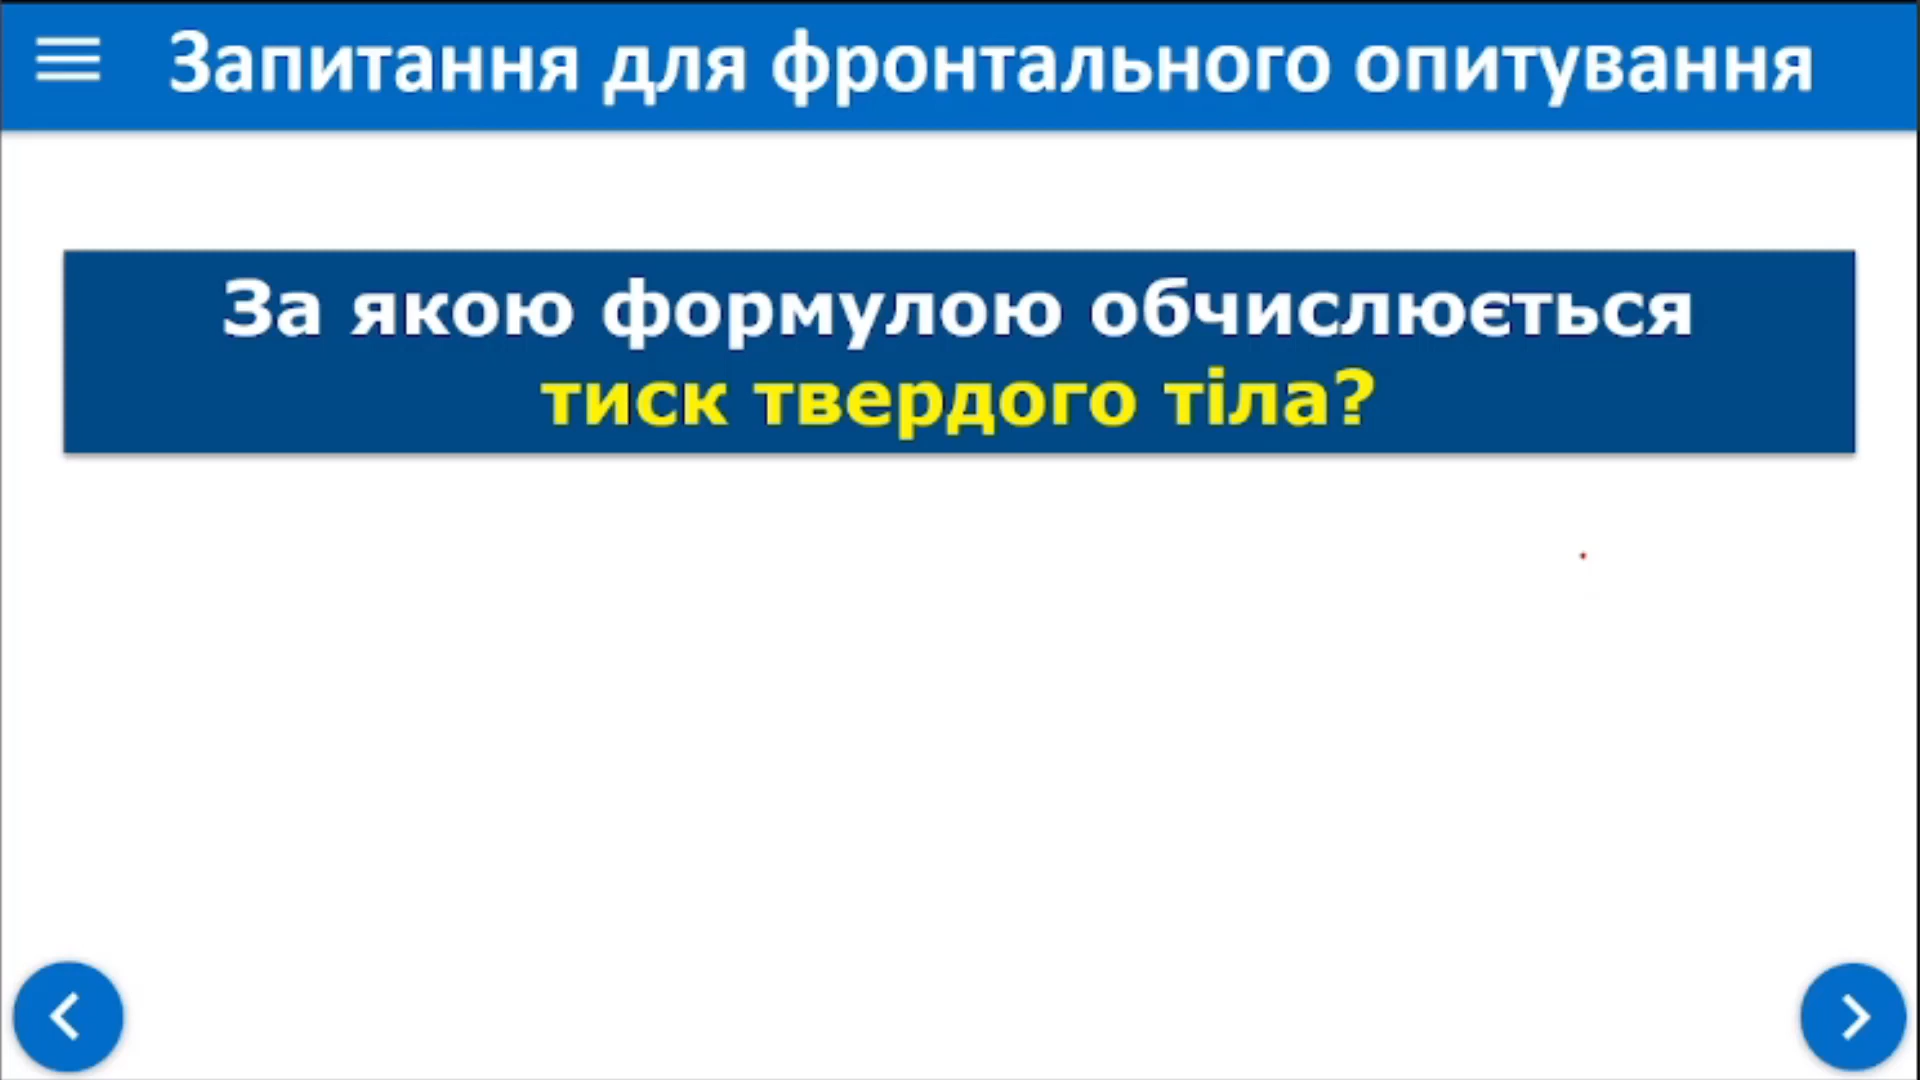 Запитання для фронтального опитування
За якою формулою обчислюється
тиск твердого тіла?